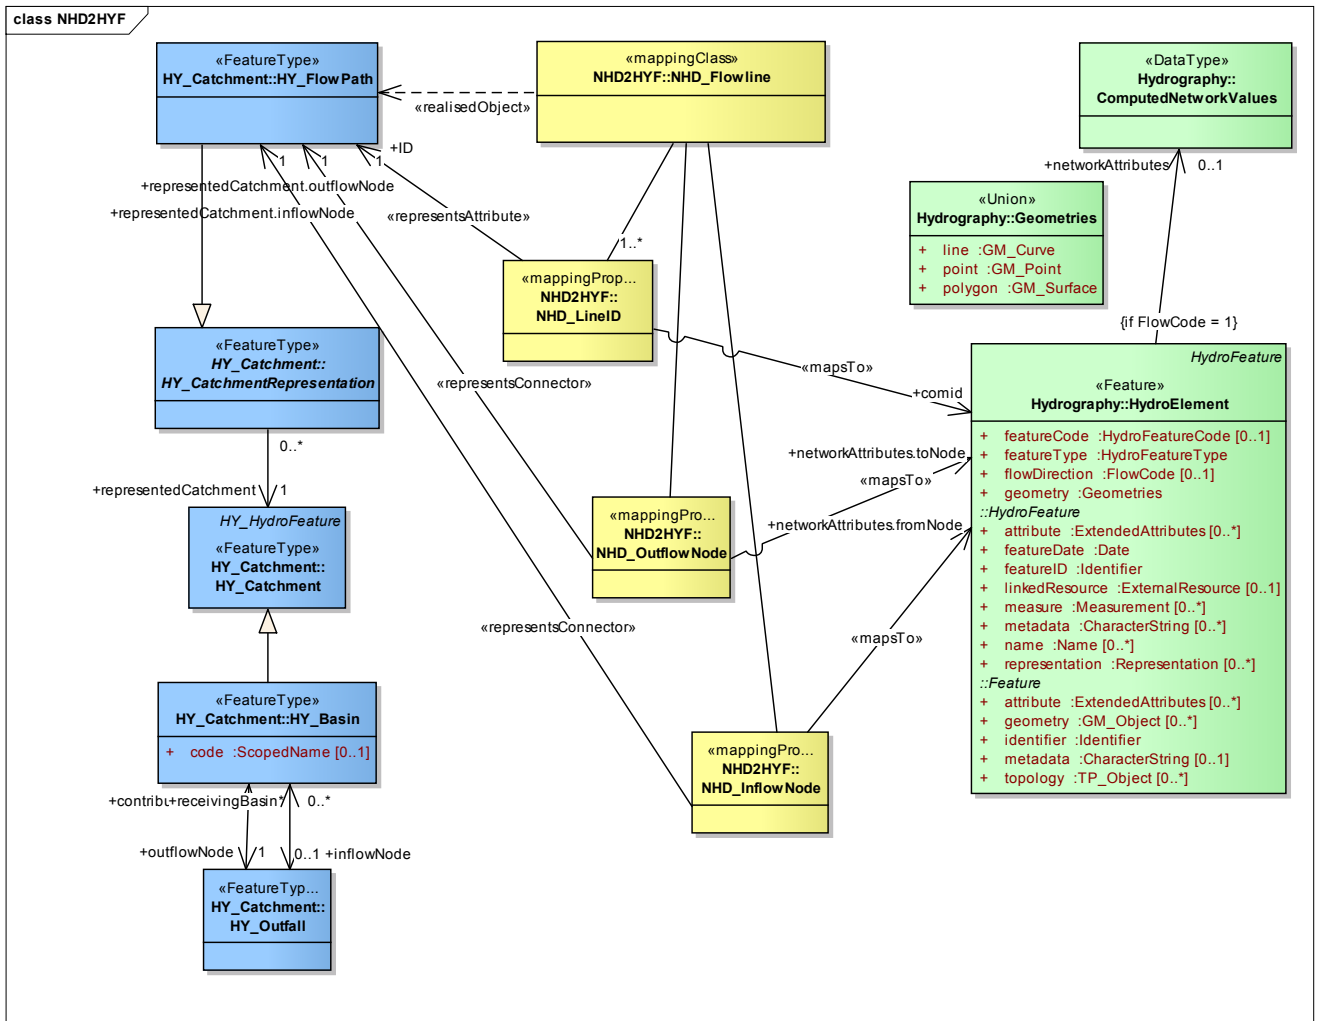 class NHD2HYF
«FeatureType»
HY_Catchment::HY_FlowPath
«mappingClass»
NHD2HYF::NHD_Flowline
«DataType»
Hydrography::
ComputedNetworkValues
«realisedObject»
+ID
1
1
1
+networkAttributes
0..1
+representedCatchment.outflowNode
+representedCatchment.inflowNode
«representsAttribute»
1..*
«Union»
Hydrography::Geometries
+ line :GM_Curve
+ point :GM_Point
+ polygon :GM_Surface
«mappingProp...
NHD2HYF::
NHD_LineID
{if FlowCode = 1}
«FeatureType»
HY_Catchment::
HY_CatchmentRepresentation
«representsConnector»
«mapsTo»
+comid
HydroFeature
«Feature»
Hydrography::HydroElement
+ featureCode :HydroFeatureCode [0..1]
+ featureType :HydroFeatureType
+ flowDirection :FlowCode [0..1]
+ geometry :Geometries
::HydroFeature
+ attribute :ExtendedAttributes [0..*]
+ featureDate :Date
+ featureID :Identifier
+ linkedResource :ExternalResource [0..1]
+ measure :Measurement [0..*]
+ metadata :CharacterString [0..*]
+ name :Name [0..*]
+ representation :Representation [0..*]
::Feature
+ attribute :ExtendedAttributes [0..*]
+ geometry :GM_Object [0..*]
+ identifier :Identifier
+ metadata :CharacterString [0..1]
+ topology :TP_Object [0..*]
0..*
+representedCatchment
1
+networkAttributes.toNode
«mapsTo»
+networkAttributes.fromNode
HY_HydroFeature
«FeatureType»
HY_Catchment::
HY_Catchment
«mappingPro...
NHD2HYF::
NHD_OutflowNode
«representsConnector»
«mapsTo»
«FeatureType»
HY_Catchment::HY_Basin
+ code :ScopedName [0..1]
«mappingPro...
NHD2HYF::
NHD_InflowNode
+contribu+receivingBasin*
0..*
+outflowNode
1
0..1
+inflowNode
«FeatureTyp...
HY_Catchment::
HY_Outfall